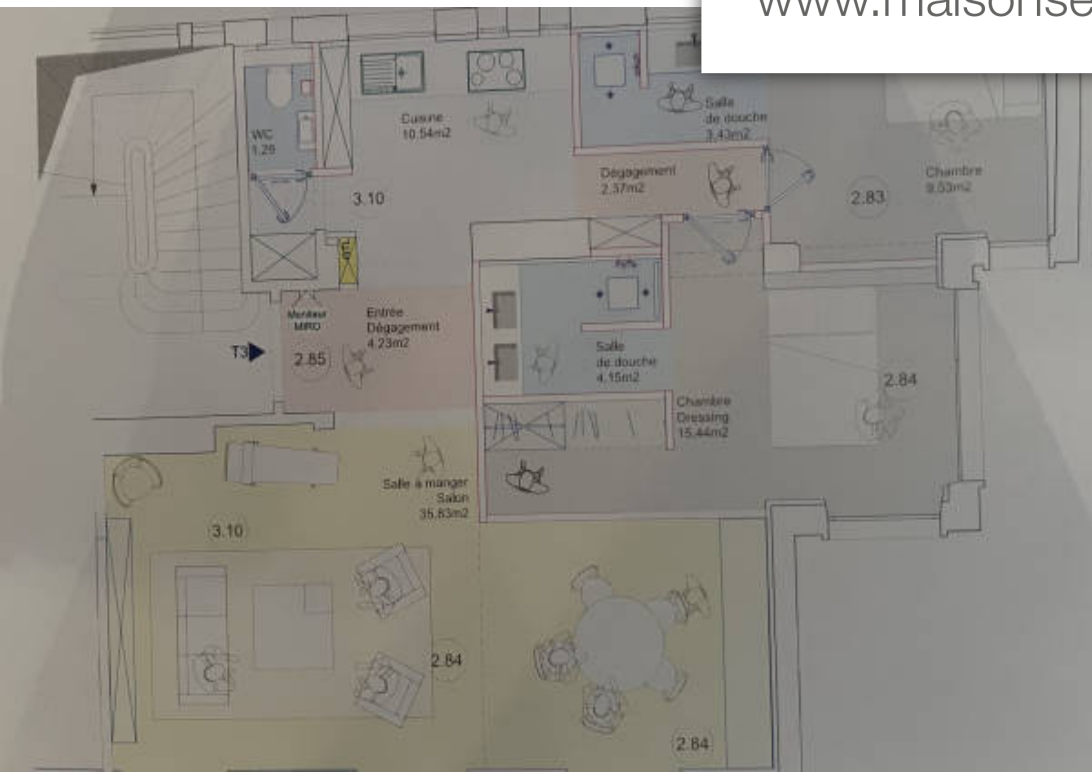 www.maisonse
WC
1.29
Cuisine
10.54m2
3.10
Salle
de douche
3.43m2
Dégagement
2.37m2
Chambre
9.53m2
2.83
Moniteur
MIRO
Entrée
Dégagement
4.23m2
T3
2.85
Salle
de douche
4.15m2
Chambre
Dressing
15.44m2
2.84
Salle à manger
Salon
35.83m2
3.10
2.84
2.84